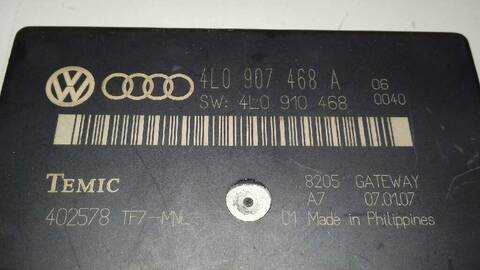 4L0 907 468 A 06
SW: 4L0 910 468 0040
TEMIC 8205 GATEWAY
A7 07.01.07
402578 TF7-MNL 01 Made in Philippines